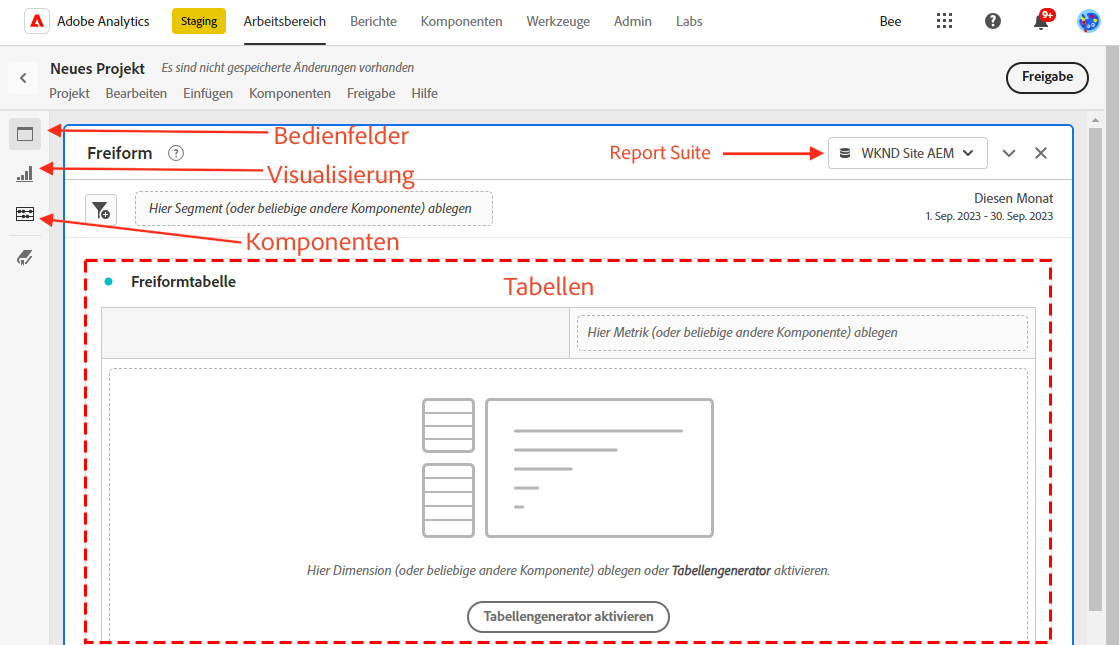 Adobe Analytics Staging Arbeitsbereich Berichte Komponenten Werkzeuge Admin Labs Bee 9+
Neues Projekt Es sind nicht gespeicherte Änderungen vorhanden
Freigabe
Projekt Bearbeiten Einfügen Komponenten Freigabe Hilfe
Bedienfelder
Freiform ? Report Suite WKND Site AEM
Visualisierung
Hier Segment (oder beliebige andere Komponente) ablegen
Diesen Monat
1. Sep. 2023 - 30. Sep. 2023
Komponenten
Freiformtabelle
Tabellen
Hier Metrik (oder beliebige andere Komponente) ablegen
Hier Dimension (oder beliebige andere Komponente) ablegen oder Tabellengenerator aktivieren.
Tabellengenerator aktivieren